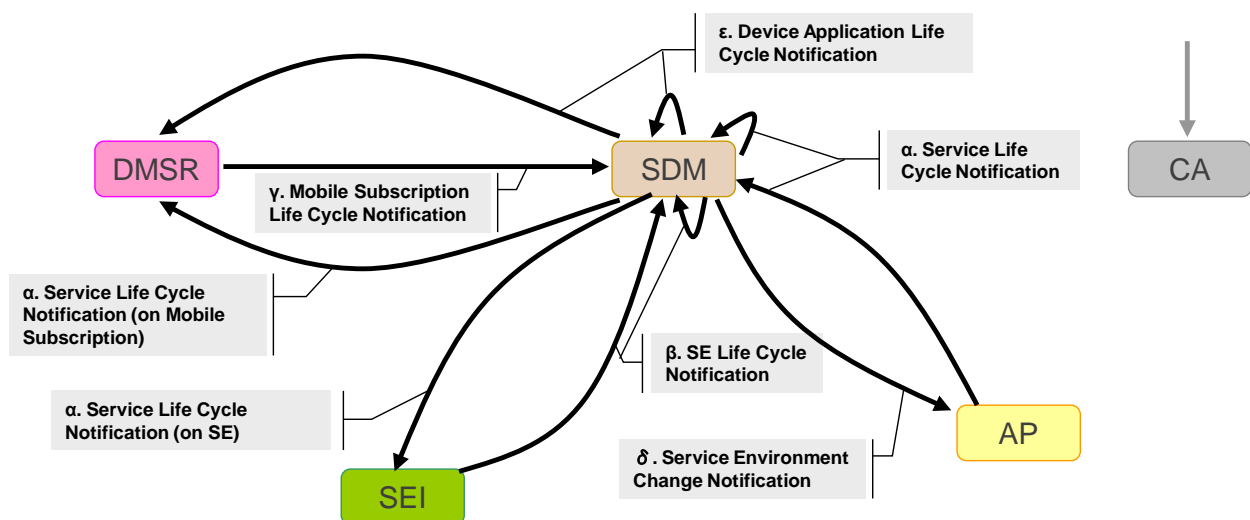 ε. Device Application Life
Cycle Notification
DMSR
SDM
α. Service Life
Cycle Notification
CA
γ. Mobile Subscription
Life Cycle Notification
α. Service Life Cycle
Notification (on Mobile
Subscription)
β. SE Life Cycle
Notification
α. Service Life Cycle
Notification (on SE)
AP
δ. Service Environment
Change Notification
SEI